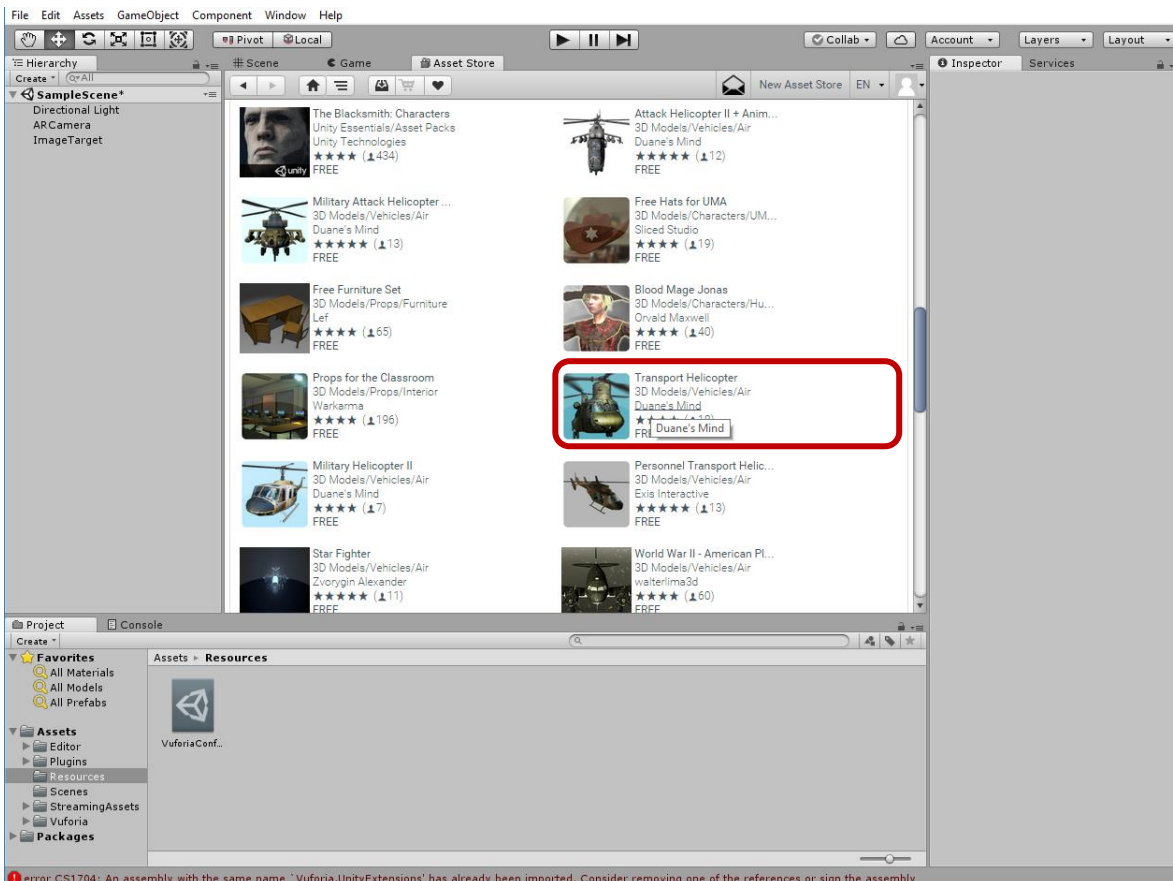 File Edit Assets GameObject Component Window Help
Pivot Local Collab Account Layers Layout
Hierarchy
Scene Game Asset Store
Inspector Services
Create All
New Asset Store EN
SampleScene*
Directional Light
ARCamera
ImageTarget
The Blacksmith: Characters
Unity Essentials/Asset Packs
Unity Technologies
★★★★ (434)
FREE
unity
Attack Helicopter II + Anim...
3D Models/Vehicles/Air
Duane's Mind
★★★★★ (12)
FREE
Military Attack Helicopter ...
3D Models/Vehicles/Air
Duane's Mind
★★★★★ (13)
FREE
Free Hats for UMA
3D Models/Characters/UM...
Sliced Studio
★★★★ (19)
FREE
Free Furniture Set
3D Models/Props/Furniture
Lef
★★★★ (65)
FREE
Blood Mage Jonas
3D Models/Characters/Hu...
Orvald Maxwell
★★★★ (40)
FREE
Props for the Classroom
3D Models/Props/Interior
Warkarma
★★★★ (196)
FREE
Transport Helicopter
3D Models/Vehicles/Air
Duane's Mind
Duane's Mind
Military Helicopter II
3D Models/Vehicles/Air
Duane's Mind
★★★★ (7)
FREE
Personnel Transport Helic...
3D Models/Vehicles/Air
Exis Interactive
★★★★★ (13)
FREE
Star Fighter
3D Models/Vehicles/Air
Zvorygin Alexander
★★★★★ (11)
FREE
World War II - American Pl...
3D Models/Vehicles/Air
walterlima3d
★★★★ (60)
FREE
Project Console
Create
Favorites
All Materials
All Models
All Prefabs
Assets
Editor
Plugins
Resources
Scenes
StreamingAssets
Vuforia
Packages
Assets ▸ Resources
VuforiaConf...
error CS1704: An assembly with the same name `Vuforia.UnityExtensions' has already been imported. Consider removing one of the references or sign the assembly